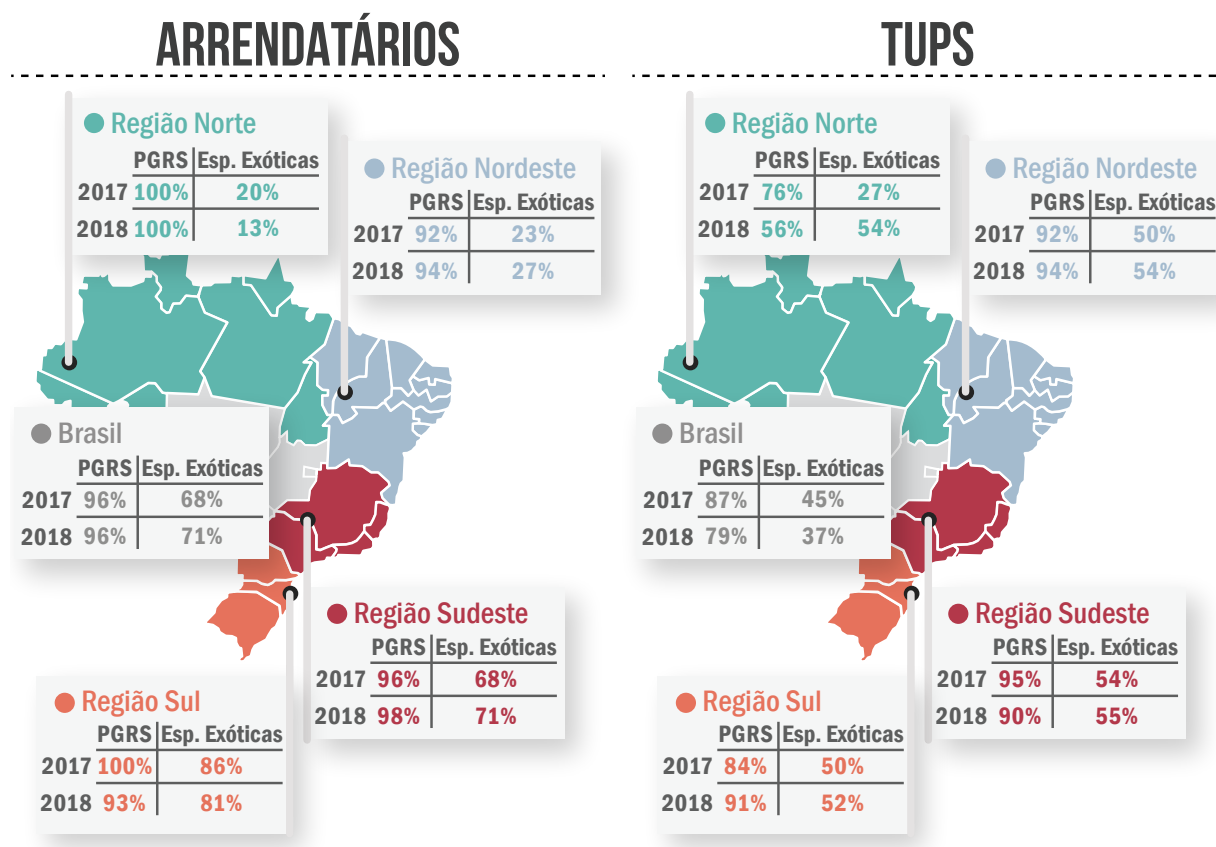 ARRENDATÁRIOS
Região Norte
PGRS Esp. Exóticas
2017 100% 20%
2018 100% 13%
Região Nordeste
PGRS Esp. Exóticas
2017 92% 23%
2018 94% 27%
Brasil
PGRS Esp. Exóticas
2017 96% 68%
2018 96% 71%
Região Sudeste
PGRS Esp. Exóticas
2017 96% 68%
2018 98% 71%
Região Sul
PGRS Esp. Exóticas
2017 100% 86%
2018 93% 81%
TUPS
Região Norte
PGRS Esp. Exóticas
2017 76% 27%
2018 56% 54%
Região Nordeste
PGRS Esp. Exóticas
2017 92% 50%
2018 94% 54%
Brasil
PGRS Esp. Exóticas
2017 87% 45%
2018 79% 37%
Região Sudeste
PGRS Esp. Exóticas
2017 95% 54%
2018 90% 55%
Região Sul
PGRS Esp. Exóticas
2017 84% 50%
2018 91% 52%